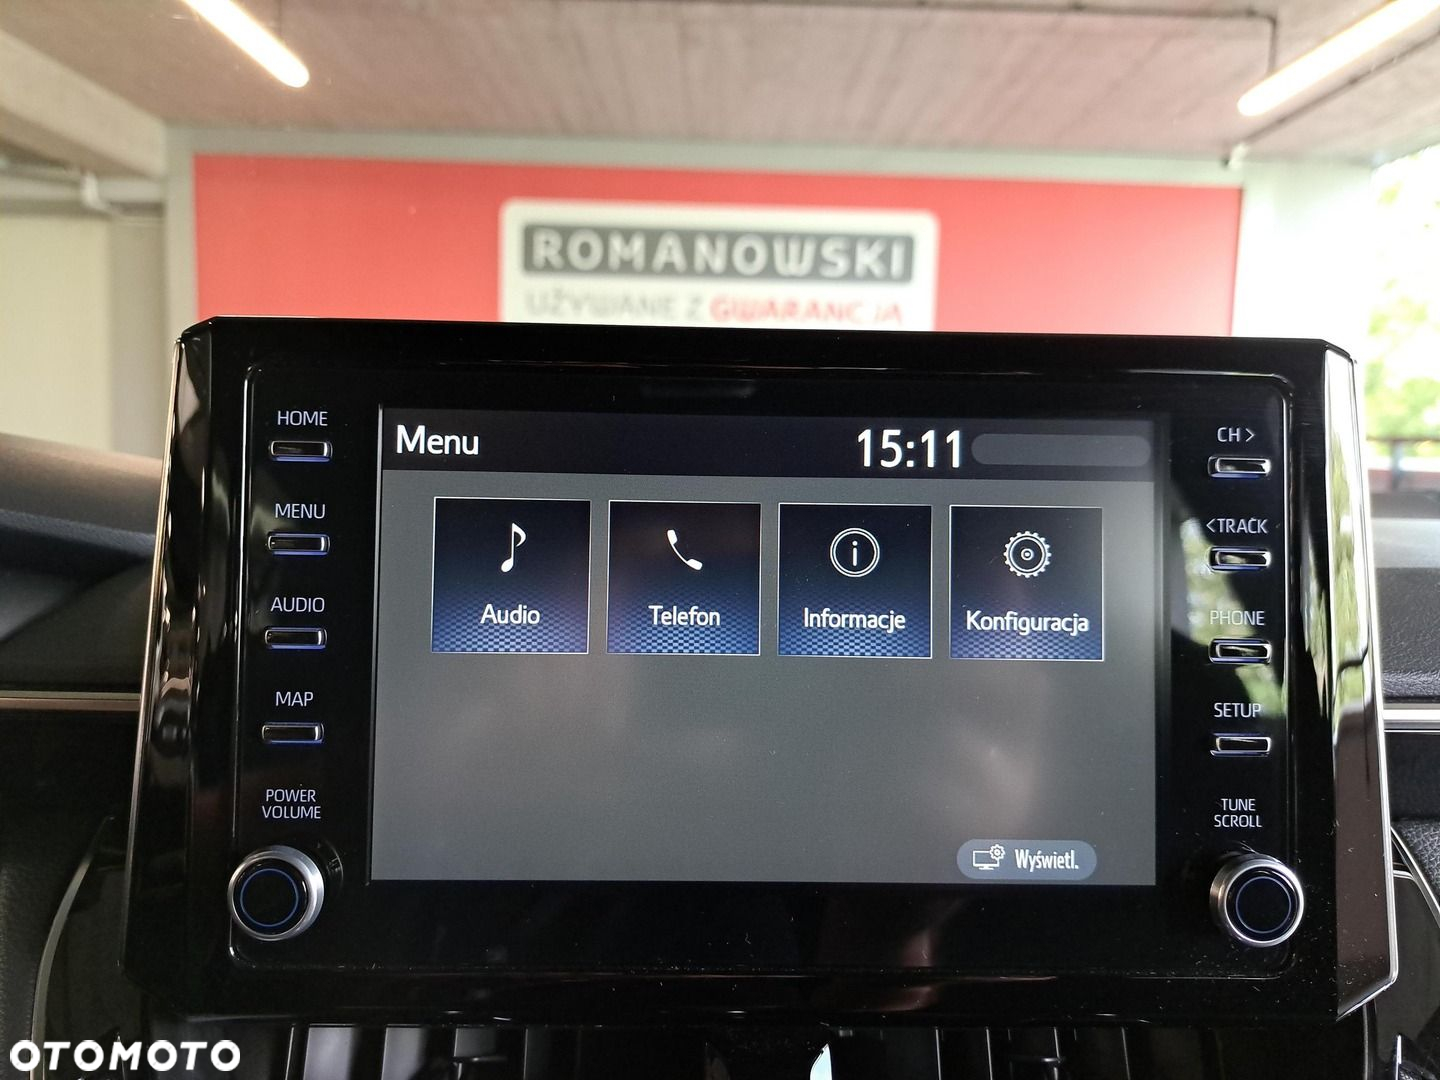 ROMANOWSKI
UŻYWANE Z GWARANCJĄ
HOME
MENU
AUDIO
MAP
POWER
VOLUME
Menu
15:11
Audio
Telefon
Informacje
Konfiguracja
Wyświetl.
CH>
<TRACK
PHONE
SETUP
TUNE
SCROLL
OTOMOTO